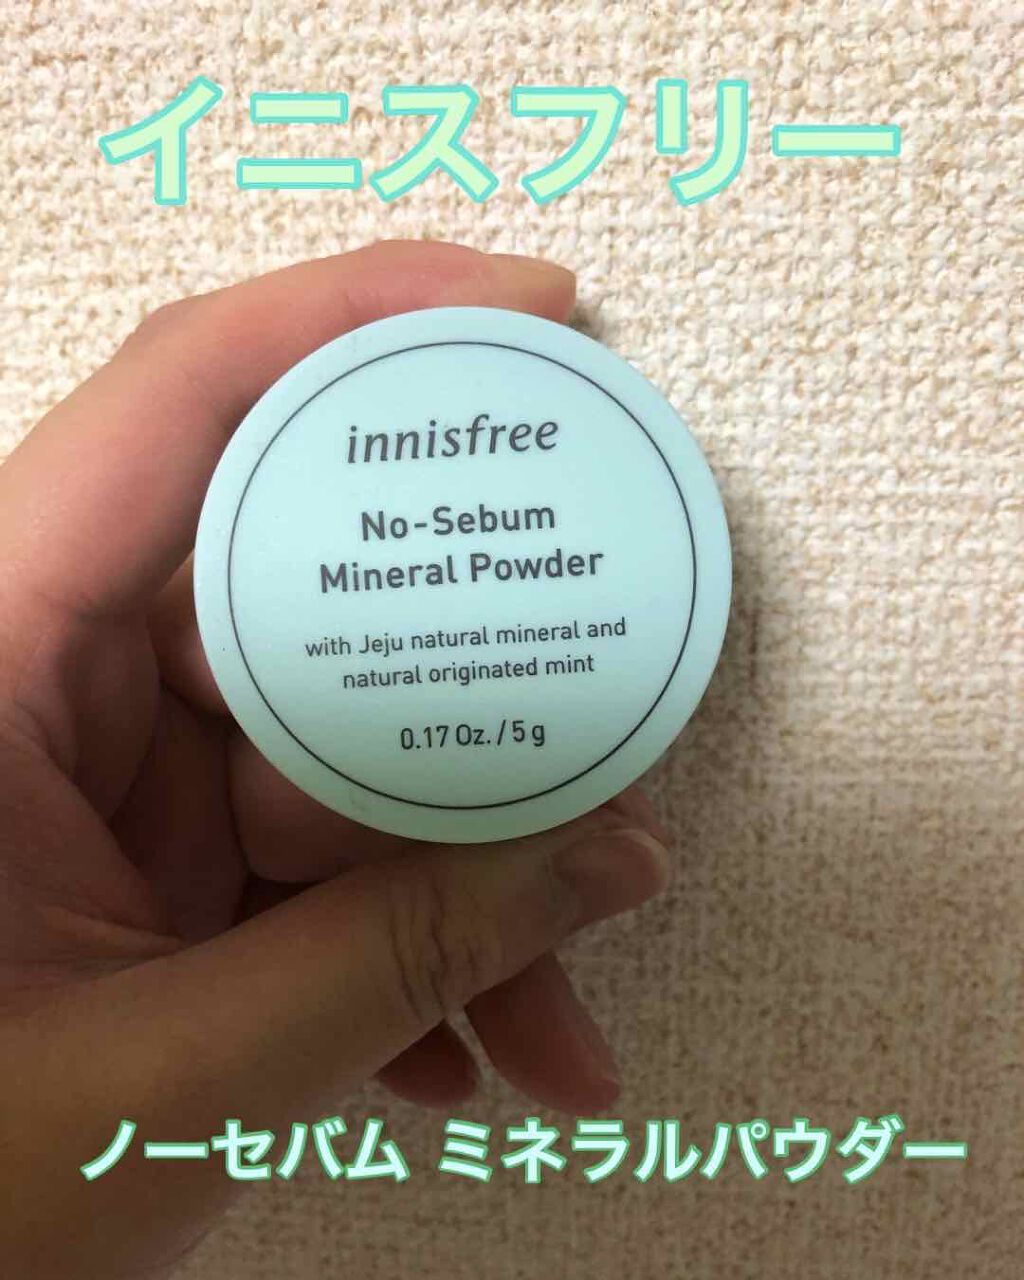 イニスフリー
innisfree
No-Sebum
Mineral Powder
with Jeju natural mineral and
natural originated mint
0.17 Oz. / 5 g
ノーセバム ミネラルパウダー